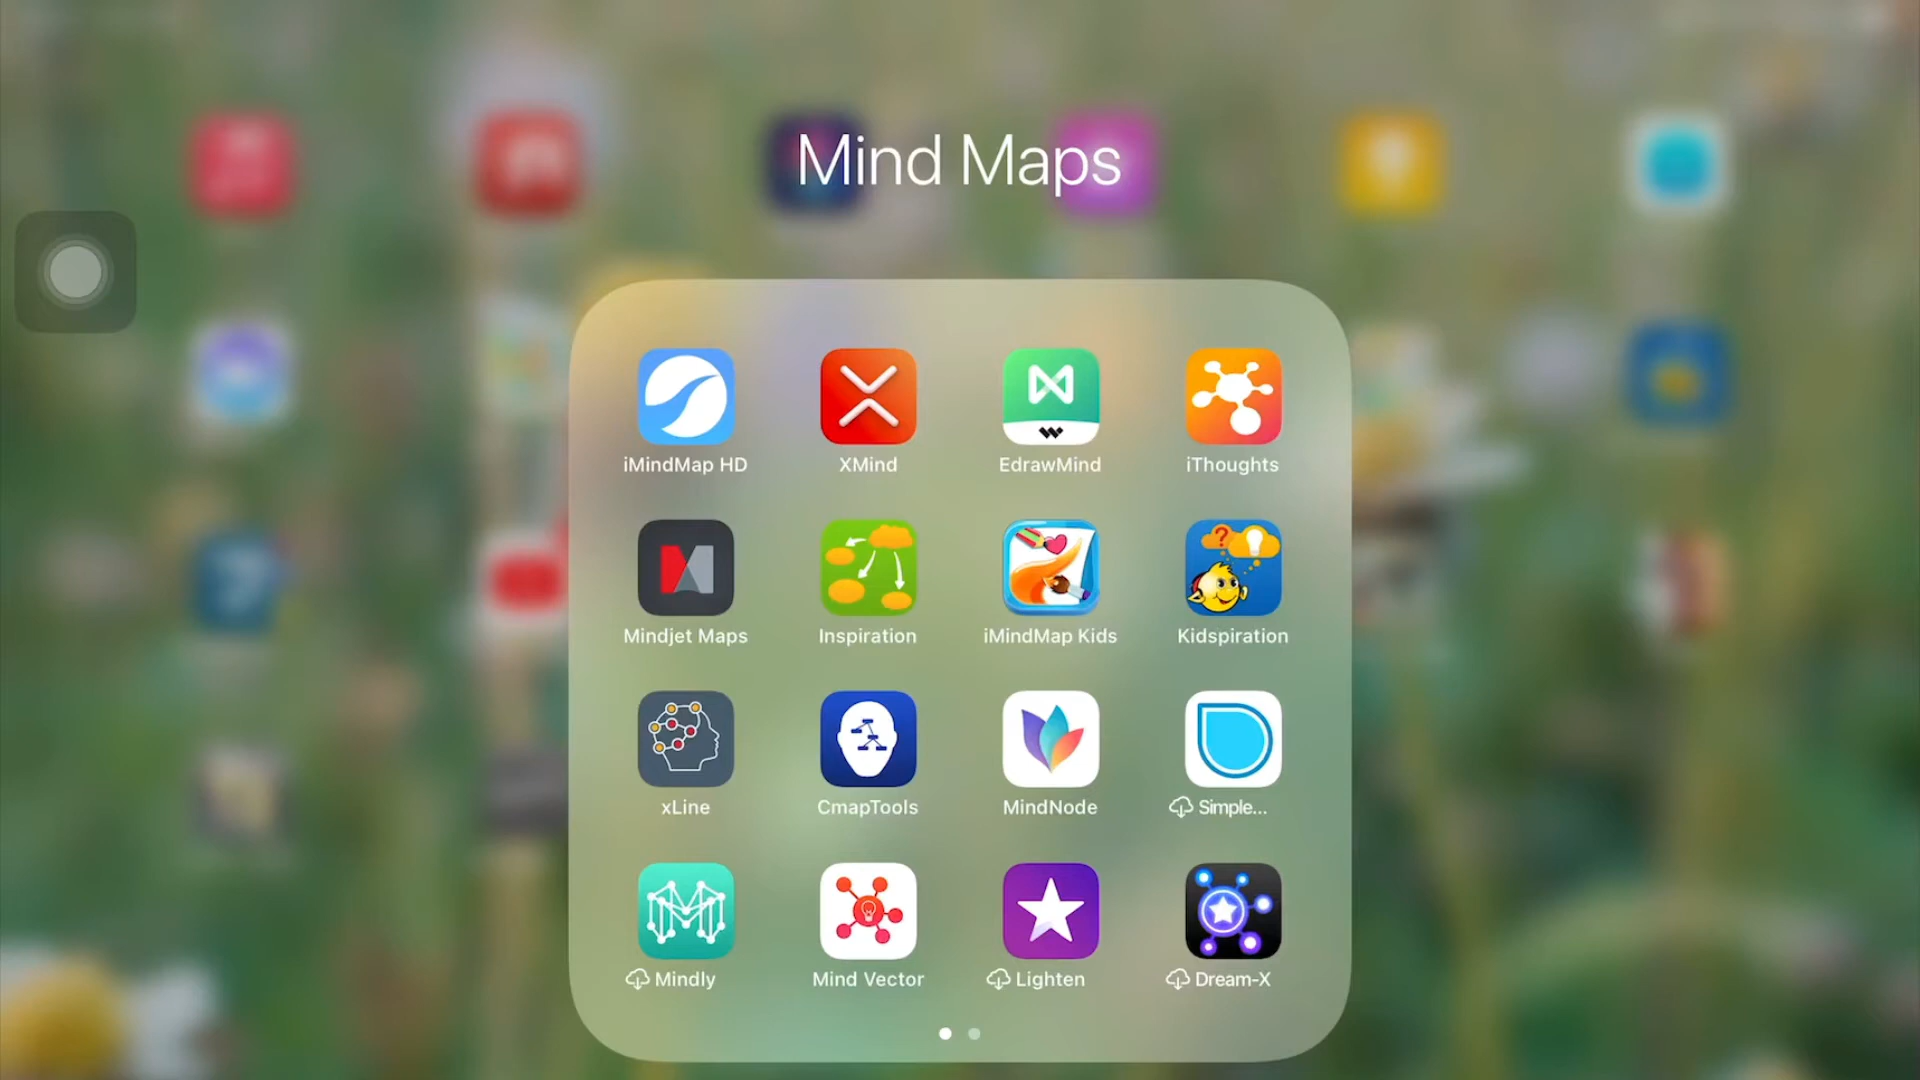 Mind Maps
iMindMap HD
XMind
EdrawMind
iThoughts
Mindjet Maps
Inspiration
iMindMap Kids
Kidspiration
xLine
CmapTools
MindNode
Simple...
Mindly
Mind Vector
Lighten
Dream-X